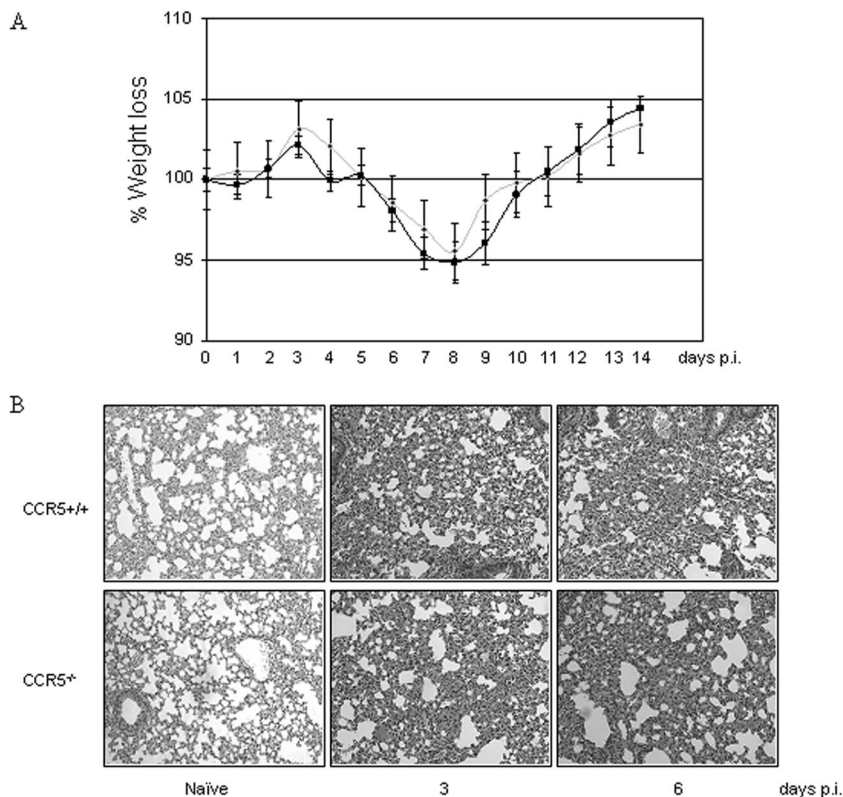 A
% Weight loss
110
105
100
95
90
0 1 2 3 4 5 6 7 8 9 10 11 12 13 14 days p.i.
B
CCR5+/+
CCR5-/-
Naïve 3 6 days p.i.